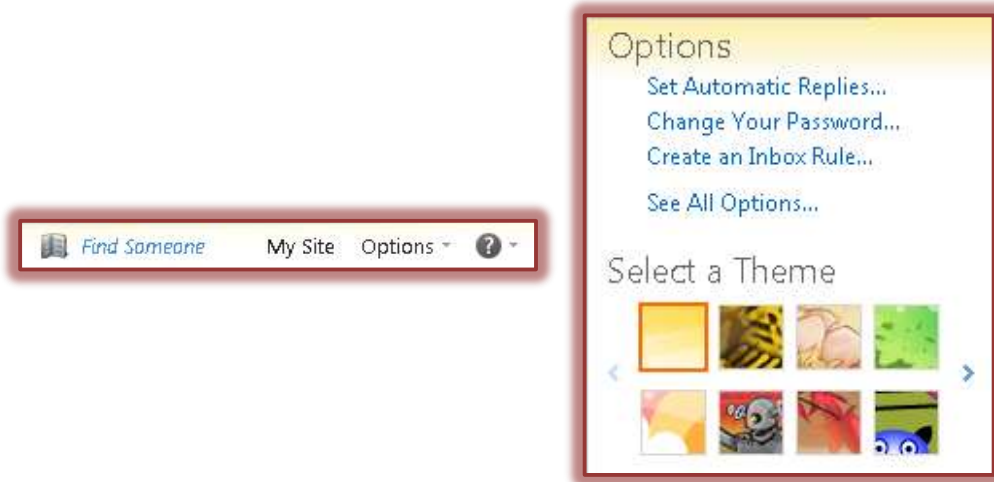 Find Someone My Site Options ?
Options
Set Automatic Replies...
Change Your Password...
Create an Inbox Rule...
See All Options...
Select a Theme